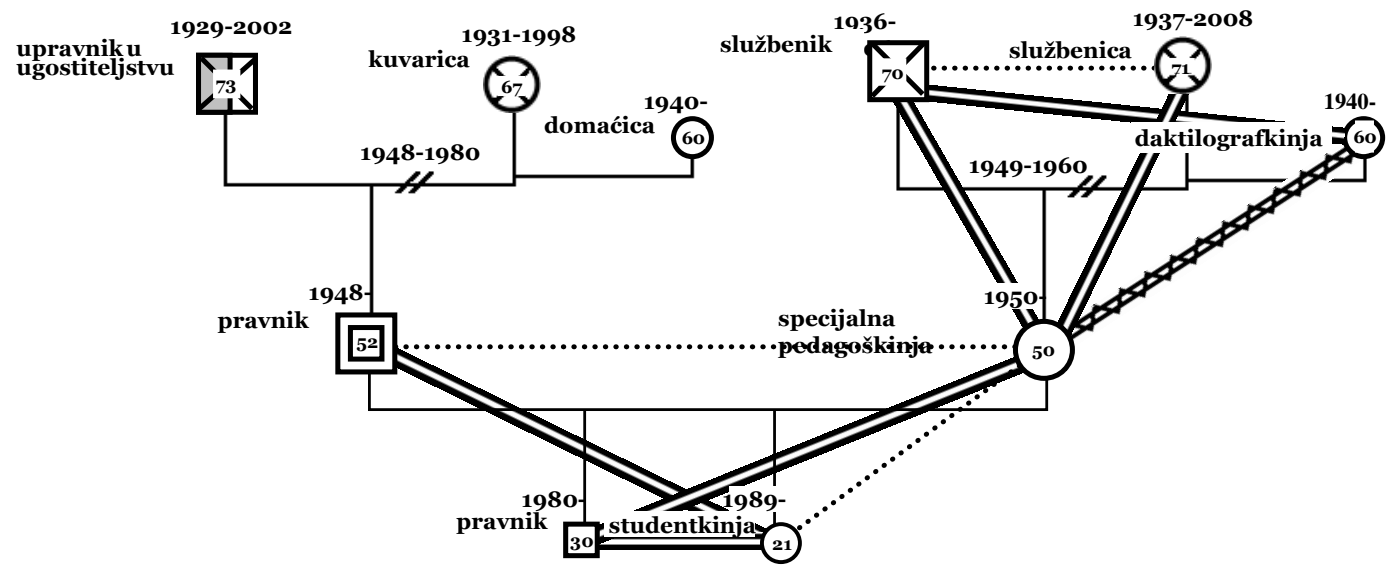 1929-2002
upravnik u
ugostiteljstvu
73
kuvarica
1931-1998
67
1940-
domaćica
60
1948-1980
službenik
1936-
70
službenica
1937-2008
71
1940-
daktilografkinja
60
1949-1960
1948-
pravnik
52
specijalna
pedagoškinja
1950-
50
1980-
pravnik
30
1989-
studentkinja
21